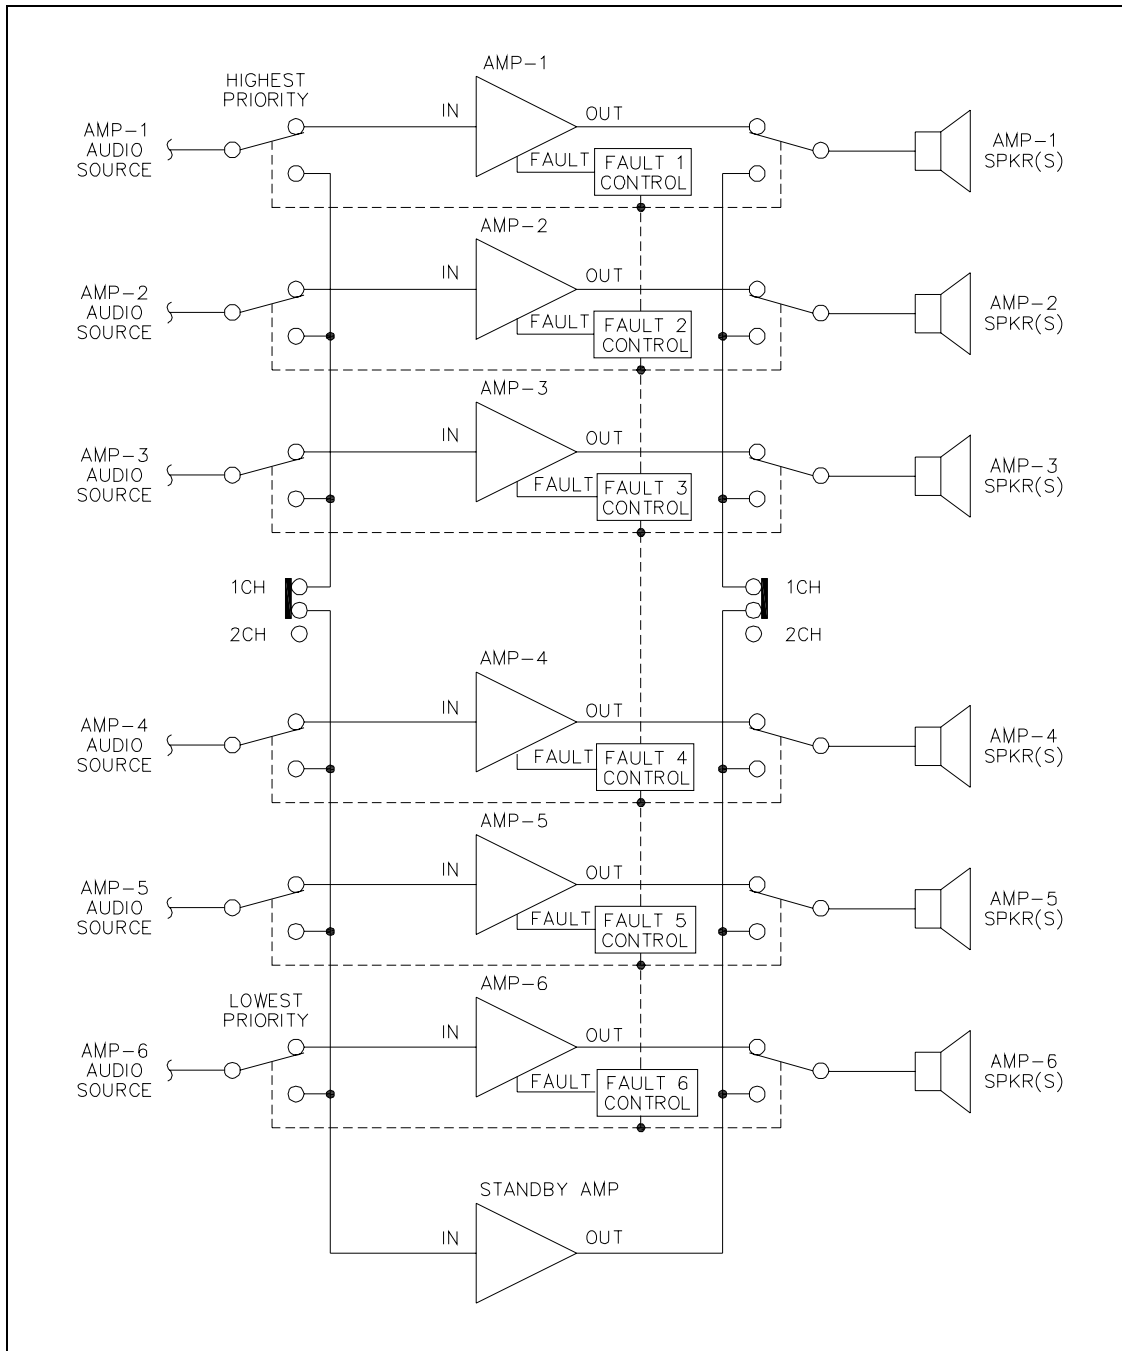 AMP-1
HIGHEST
PRIORITY
IN
OUT
AMP-1
AUDIO
SOURCE
FAULT
FAULT 1
CONTROL
AMP-1
SPKR(S)
AMP-2
IN
OUT
AMP-2
AUDIO
SOURCE
FAULT
FAULT 2
CONTROL
AMP-2
SPKR(S)
AMP-3
IN
OUT
AMP-3
AUDIO
SOURCE
FAULT
FAULT 3
CONTROL
AMP-3
SPKR(S)
1CH
1CH
2CH
2CH
AMP-4
IN
OUT
AMP-4
AUDIO
SOURCE
FAULT
FAULT 4
CONTROL
AMP-4
SPKR(S)
AMP-5
IN
OUT
AMP-5
AUDIO
SOURCE
FAULT
FAULT 5
CONTROL
AMP-5
SPKR(S)
AMP-6
LOWEST
PRIORITY
IN
OUT
AMP-6
AUDIO
SOURCE
FAULT
FAULT 6
CONTROL
AMP-6
SPKR(S)
STANDBY AMP
IN
OUT